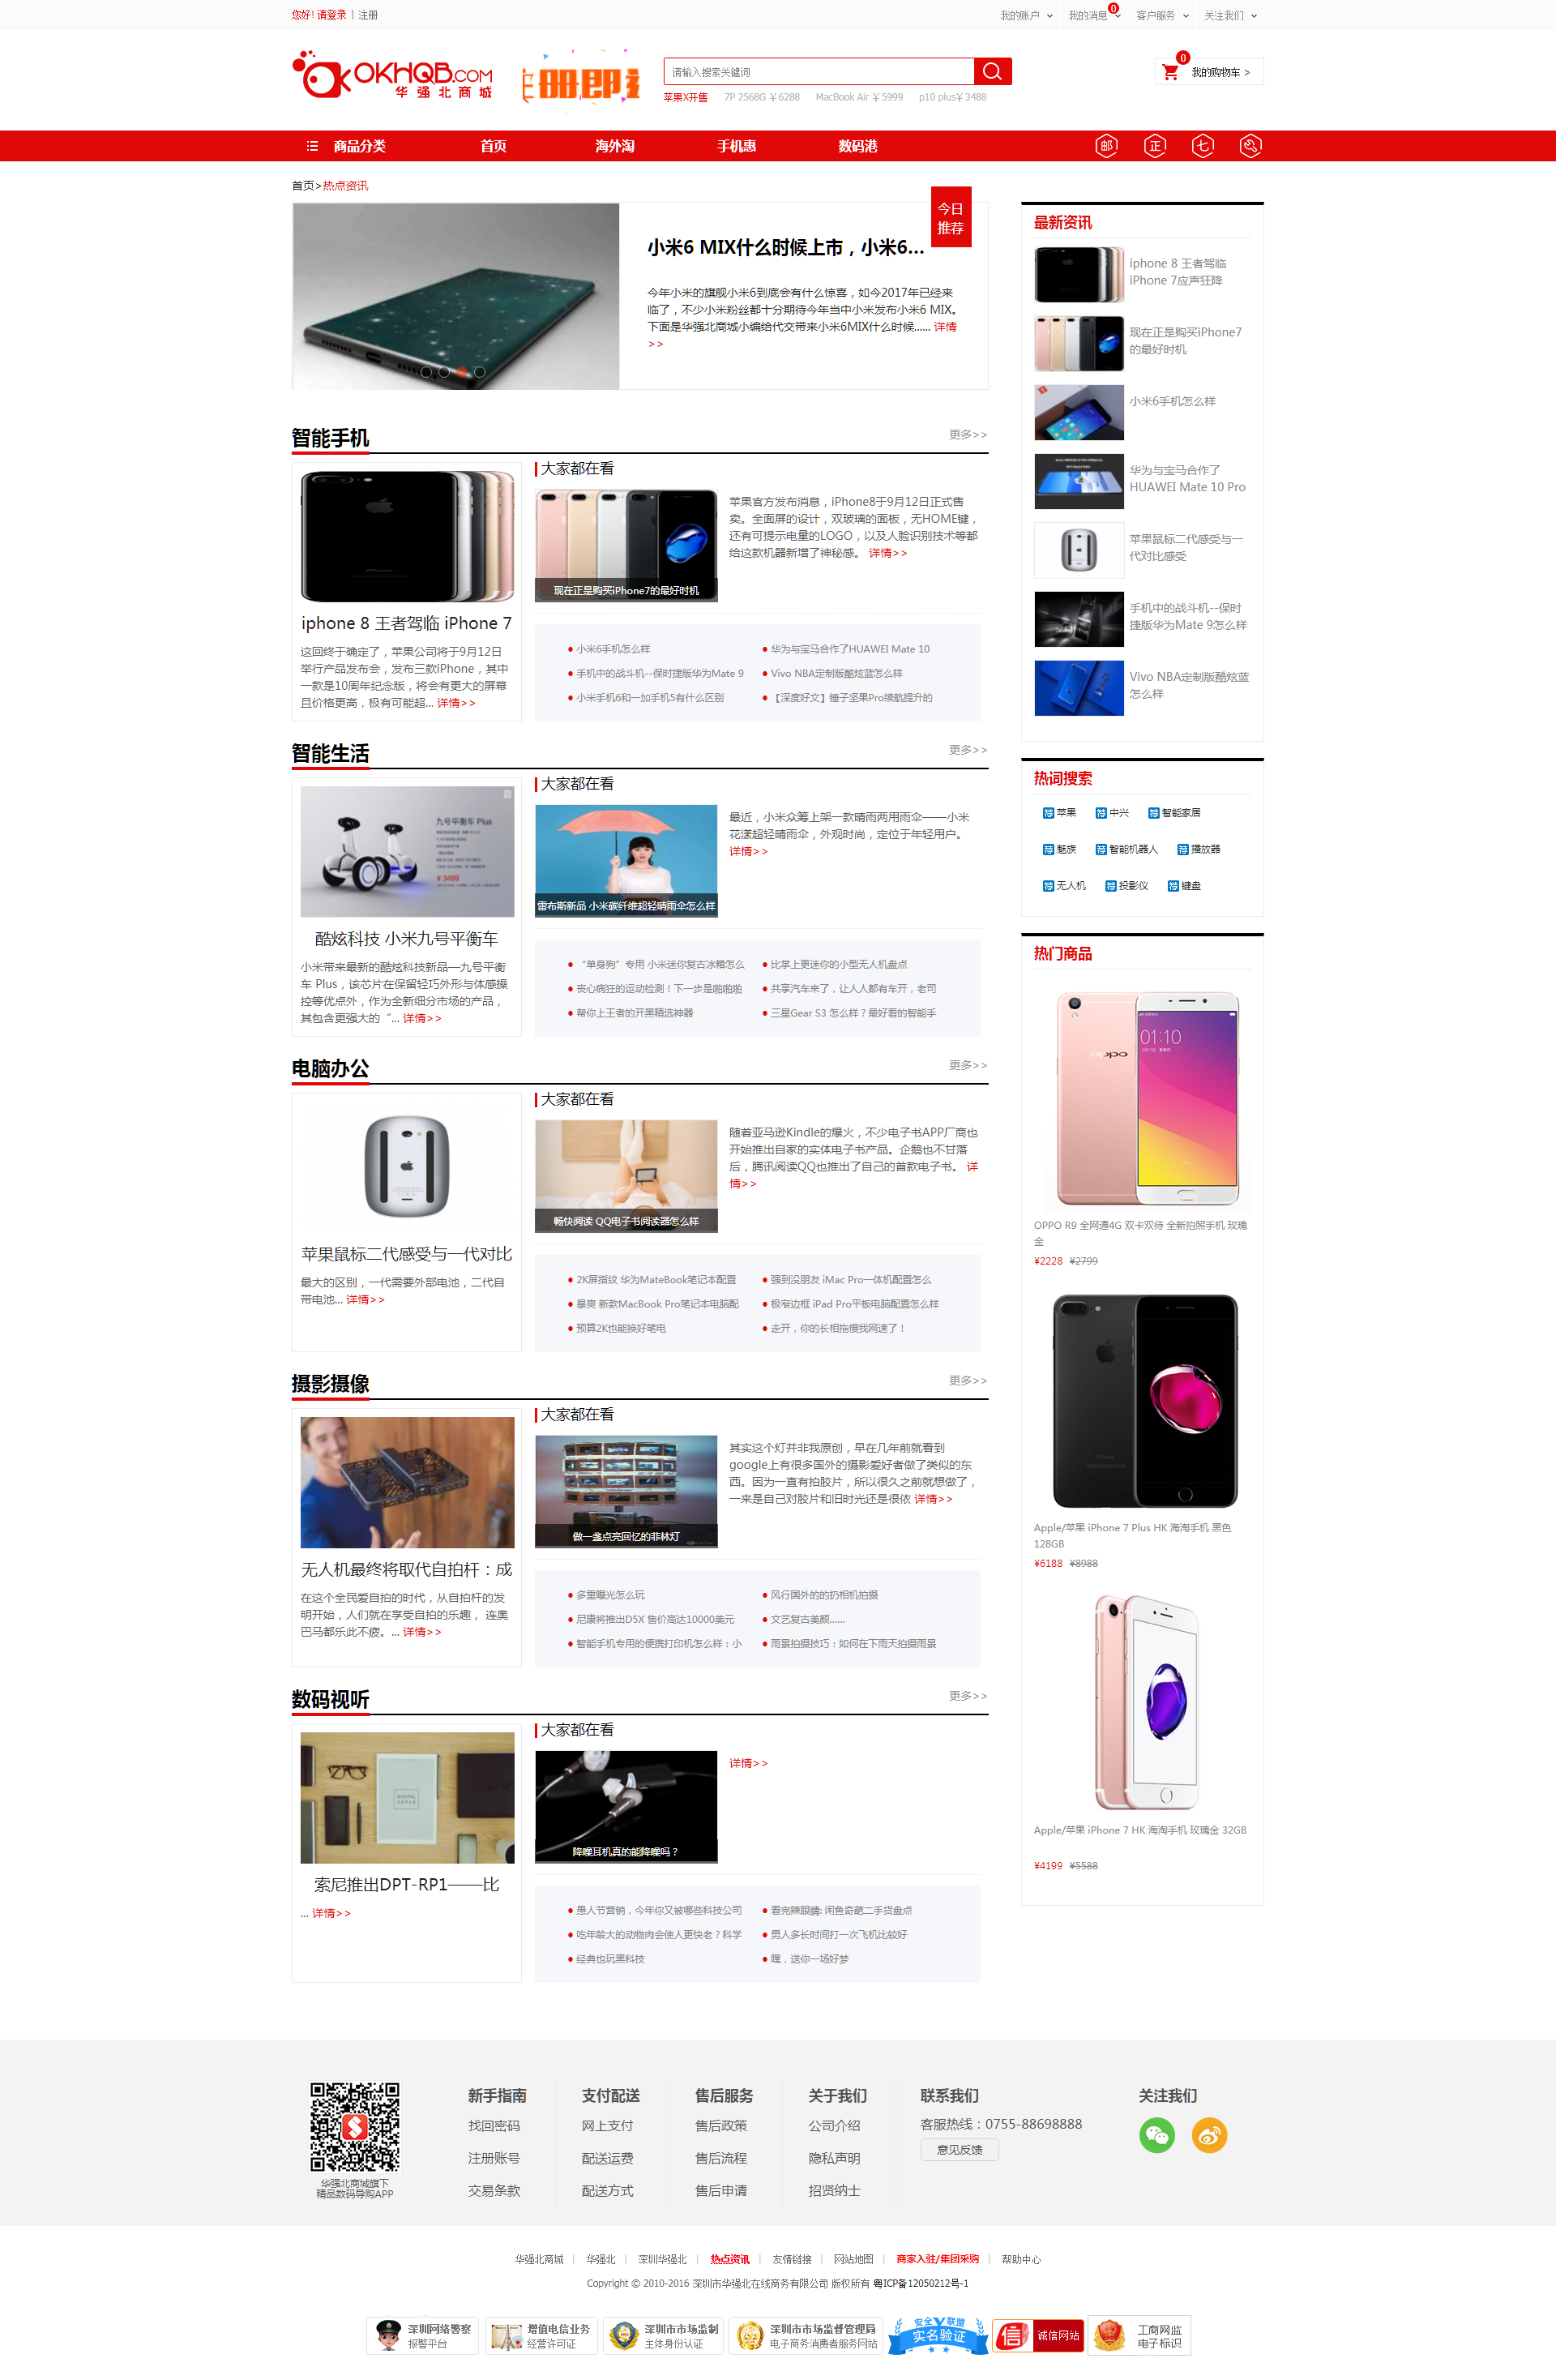 您好! 请登录 | 注册
我的账户
我的消息
0
客户服务
关注我们
OKHQB.COM
华强北商城
请输入搜索关键词
苹果X开售
7P 2568G ￥6288
MacBook Air ￥5999
p10 plus￥3488
0
我的购物车 >
商品分类
首页
海外淘
手机惠
数码港
邮
正
七
首页>热点资讯
今日
推荐
小米6 MIX什么时候上市，小米6...
今年小米的旗舰小米6到底会有什么惊喜，如今2017年已经来
临了，不少小米粉丝都十分期待今年当中小米发布小米6 MIX。
下面是华强北商城小编给代交带来小米6MIX什么时候...... 详情
>>
智能手机
更多>>
iphone 8 王者驾临 iPhone 7
这回终于确定了，苹果公司将于9月12日
举行产品发布会，发布三款iPhone，其中
一款是10周年纪念版，将会有更大的屏幕
且价格更高，极有可能超... 详情>>
大家都在看
现在正是购买iPhone7的最好时机
苹果官方发布消息，iPhone8于9月12日正式售
卖。全面屏的设计，双玻璃的面板，无HOME键，
还有可提示电量的LOGO，以及人脸识别技术等都
给这款机器新增了神秘感。 详情>>
小米6手机怎么样
华为与宝马合作了HUAWEI Mate 10
手机中的战斗机--保时捷版华为Mate 9
Vivo NBA定制版酷炫蓝怎么样
小米手机6和一加手机5有什么区别
【深度好文】锤子坚果Pro续航提升的
智能生活
更多>>
九号平衡车 Plus
¥ 3499
酷炫科技 小米九号平衡车
小米带来最新的酷炫科技新品—九号平衡
车 Plus，该芯片在保留轻巧外形与体感操
控等优点外，作为全新细分市场的产品，
其包含更强大的“... 详情>>
大家都在看
雷布斯新品 小米碳纤维超轻晴雨伞怎么样
最近，小米众筹上架一款晴雨两用雨伞——小米
花漾超轻晴雨伞，外观时尚，定位于年轻用户。
详情>>
“单身狗”专用 小米迷你复古冰箱怎么
比掌上更迷你的小型无人机盘点
丧心病狂的运动检测！下一步是啪啪啪
共享汽车来了，让人人都有车开，老司
帮你上王者的开黑精选神器
三星Gear S3 怎么样？最好看的智能手
电脑办公
更多>>
苹果鼠标二代感受与一代对比
最大的区别，一代需要外部电池，二代自
带电池... 详情>>
大家都在看
畅快阅读 QQ电子书阅读器怎么样
随着亚马逊Kindle的爆火，不少电子书APP厂商也
开始推出自家的实体电子书产品。企鹅也不甘落
后，腾讯阅读QQ也推出了自己的首款电子书。 详
情>>
2K屏指纹 华为MateBook笔记本配置
强到没朋友 iMac Pro一体机配置怎么
暴爽 新款MacBook Pro笔记本电脑配
极窄边框 iPad Pro平板电脑配置怎么样
预算2K也能换好笔电
走开，你的长相拖慢我网速了！
摄影摄像
更多>>
无人机最终将取代自拍杆：成
在这个全民爱自拍的时代，从自拍杆的发
明开始，人们就在享受自拍的乐趣， 连奥
巴马都乐此不疲。... 详情>>
大家都在看
做一盏点亮回忆的菲林灯
其实这个灯并非我原创，早在几年前就看到
google上有很多国外的摄影爱好者做了类似的东
西。因为一直有拍胶片，所以很久之前就想做了，
一来是自己对胶片和旧时光还是很依 详情>>
多重曝光怎么玩
风行国外的的扔相机拍摄
尼康将推出D5X 售价高达10000美元
文艺复古美颜......
智能手机专用的便携打印机怎么样：小
雨景拍摄技巧：如何在下雨天拍摄雨景
数码视听
更多>>
DIGITAL
PAPER
索尼推出DPT-RP1——比
... 详情>>
大家都在看
降噪耳机真的能降噪吗？
详情>>
愚人节营销，今年你又被哪些科技公司
看完辣眼睛: 闲鱼奇葩二手货盘点
吃年龄大的动物肉会使人更快老？科学
男人多长时间打一次飞机比较好
经典也玩黑科技
嘿，送你一场好梦
最新资讯
iphone 8 王者驾临
iPhone 7应声狂降
现在正是购买iPhone7
的最好时机
小米6手机怎么样
华为与宝马合作了
HUAWEI Mate 10 Pro
苹果鼠标二代感受与一
代对比感受
手机中的战斗机--保时
捷版华为Mate 9怎么样
Vivo NBA定制版酷炫蓝
怎么样
热词搜索
荐 苹果
荐 中兴
荐 智能家居
荐 魅族
荐 智能机器人
荐 播放器
荐 无人机
荐 投影仪
荐 键盘
热门商品
oppo
01:10
OPPO R9 全网通4G 双卡双待 全新拍照手机 玫瑰
金
¥2228 ¥2799
Apple/苹果 iPhone 7 Plus HK 海淘手机 黑色
128GB
¥6188 ¥8988
Apple/苹果 iPhone 7 HK 海淘手机 玫瑰金 32GB
¥4199 ¥5588
华强北商城旗下
精品数码导购APP
新手指南
找回密码
注册账号
交易条款
支付配送
网上支付
配送运费
配送方式
售后服务
售后政策
售后流程
售后申请
关于我们
公司介绍
隐私声明
招贤纳士
联系我们
客服热线：0755-88698888
意见反馈
关注我们
华强北商城 | 华强北 | 深圳华强北 | 热点资讯 | 友情链接 | 网站地图 | 商家入驻/集团采购 | 帮助中心
Copyright © 2010-2016 深圳市华强北在线商务有限公司 版权所有 粤ICP备12050212号-1
深圳网络警察
报警平台
增值电信业务
经营许可证
深圳市市场监制
主体身份认证
深圳市市场监督管理局
电子商务消费者服务网站
安全联盟
实名验证
信 诚信网站
工商网监
电子标识